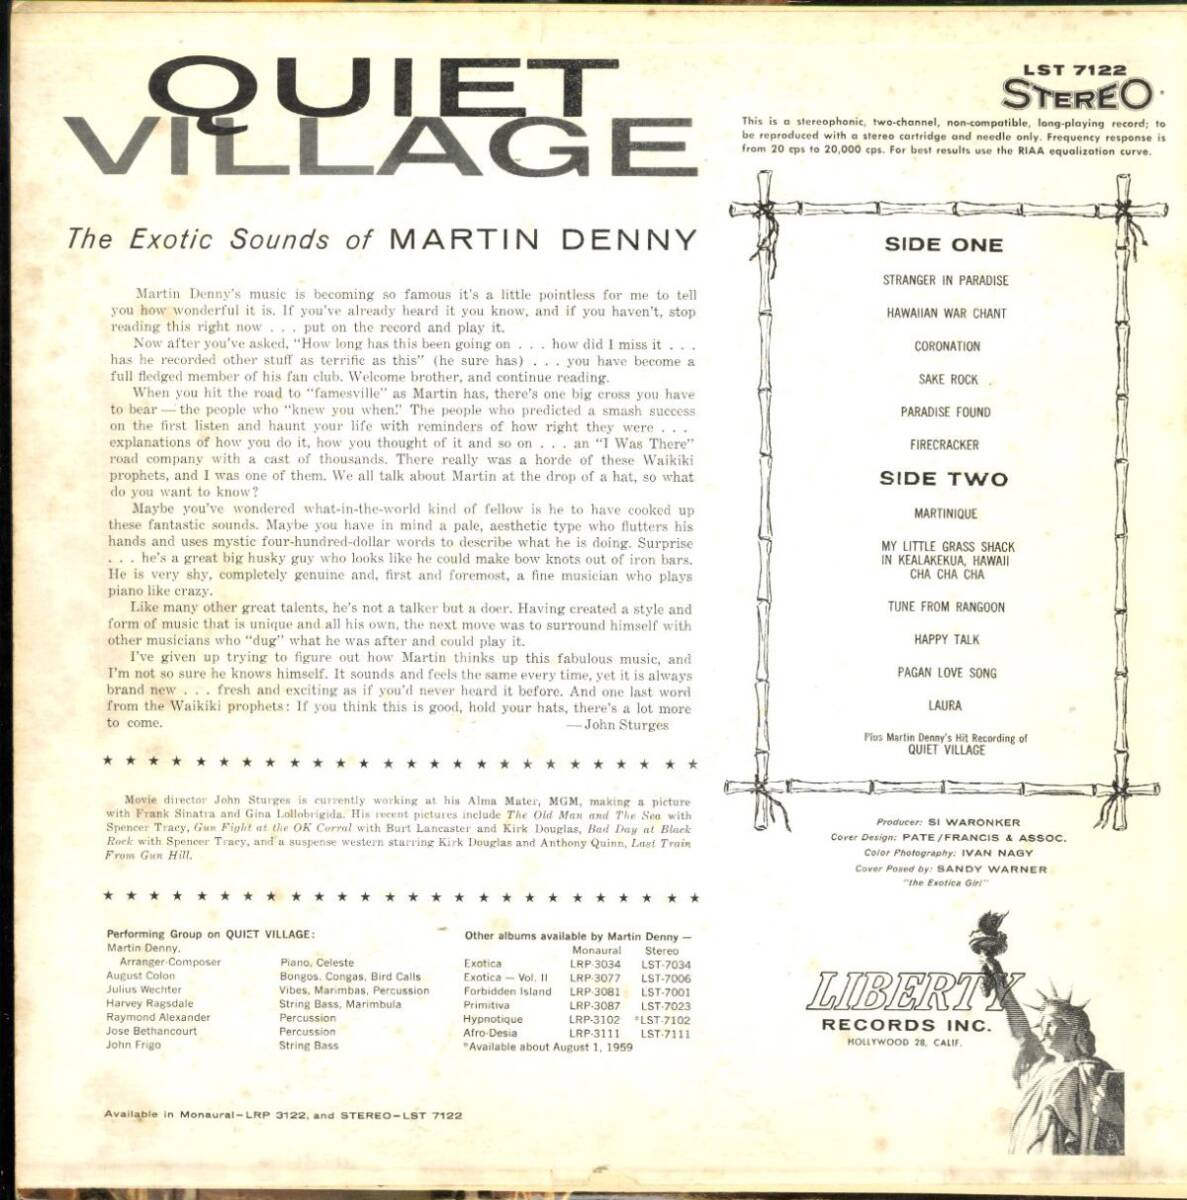 QUIET
VILLAGE
The Exotic Sounds of MARTIN DENNY
Martin Denny's music is becoming so famous it's a little pointless for me to tell
you how wonderful it is. If you've already heard it you know, and if you haven't, stop
reading this right now . . . put on the record and play it.
Now after you've asked, "How long has this been going on . . . how did I miss it . . .
has he recorded other stuff as terrific as this" (he sure has) . . . you have become a
full fledged member of his fan club. Welcome brother, and continue reading.
When you hit the road to "famesville" as Martin has, there's one big cross you have
to bear — the people who "knew you when." The people who predicted a smash success
on the first listen and haunt your life with reminders of how right they were . . .
explanations of how you do it, how you thought of it and so on . . . an "I Was There"
road company with a cast of thousands. There really was a horde of these Waikiki
prophets, and I was one of them. We all talk about Martin at the drop of a hat, so what
do you want to know?
Maybe you've wondered what-in-the-world kind of fellow is he to have cooked up
these fantastic sounds. Maybe you have in mind a pale, aesthetic type who flutters his
hands and uses mystic four-hundred-dollar words to describe what he is doing. Surprise
. . . he's a great big husky guy who looks like he could make bow knots out of iron bars.
He is very shy, completely genuine and, first and foremost, a fine musician who plays
piano like crazy.
Like many other great talents, he's not a talker but a doer. Having created a style and
form of music that is unique and all his own, the next move was to surround himself with
other musicians who "dug" what he was after and could play it.
I've given up trying to figure out how Martin thinks up this fabulous music, and
I'm not so sure he knows himself. It sounds and feels the same every time, yet it is always
brand new . . . fresh and exciting as if you'd never heard it before. And one last word
from the Waikiki prophets: If you think this is good, hold your hats, there's a lot more
to come. — John Sturges
Movie director John Sturges is currently working at his Alma Mater, MGM, making a picture
with Frank Sinatra and Gina Lollobrigida. His recent pictures include The Old Man and The Sea with
Spencer Tracy, Gun Fight at the OK Corral with Burt Lancaster and Kirk Douglas, Bad Day at Black
Rock with Spencer Tracy, and a suspense western starring Kirk Douglas and Anthony Quinn, Last Train
From Gun Hill.
Performing Group on QUIET VILLAGE:
Martin Denny,
Arranger-Composer Piano, Celeste
August Colon Bongos, Congas, Bird Calls
Julius Wechter Vibes, Marimbas, Percussion
Harvey Ragsdale String Bass, Marimbula
Raymond Alexander Percussion
Jose Bethancourt Percussion
John Frigo String Bass
Other albums available by Martin Denny —
Monaural Stereo
Exotica LRP-3034 LST-7034
Exotica — Vol. II LRP-3077 LST-7006
Forbidden Island LRP-3081 LST-7001
Primitiva LRP-3087 LST-7023
Hypnotique LRP-3102 *LST-7102
Afro-Desia LRP-3111 LST-7111
*Available about August 1, 1959
Available in Monaural—LRP 3122, and STEREO—LST 7122
LST 7122
STEREO
This is a stereophonic, two-channel, non-compatible, long-playing record; to
be reproduced with a stereo cartridge and needle only. Frequency response is
from 20 cps to 20,000 cps. For best results use the RIAA equalization curve.
SIDE ONE
STRANGER IN PARADISE
HAWAIIAN WAR CHANT
CORONATION
SAKE ROCK
PARADISE FOUND
FIRECRACKER
SIDE TWO
MARTINIQUE
MY LITTLE GRASS SHACK
IN KEALAKEKUA, HAWAII
CHA CHA CHA
TUNE FROM RANGOON
HAPPY TALK
PAGAN LOVE SONG
LAURA
Plus Martin Denny's Hit Recording of
QUIET VILLAGE
Producer: SI WARONKER
Cover Design: PATE/FRANCIS & ASSOC.
Color Photography: IVAN NAGY
Cover Posed by: SANDY WARNER
"the Exotica Girl"
LIBERTY
RECORDS INC.
HOLLYWOOD 28, CALIF.